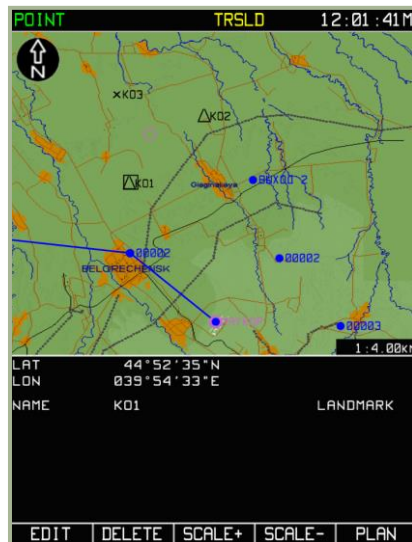 POINT TRSLD 12:01:41M
N
KO3
KO2
KO1
Giaginskaya
00002
BELORECHENSK
00002
00003
1:4.00km
LAT 44°52'35"N
LON 039°54'33"E
NAME KO1 LANDMARK
EDIT DELETE SCALE+ SCALE- PLAN